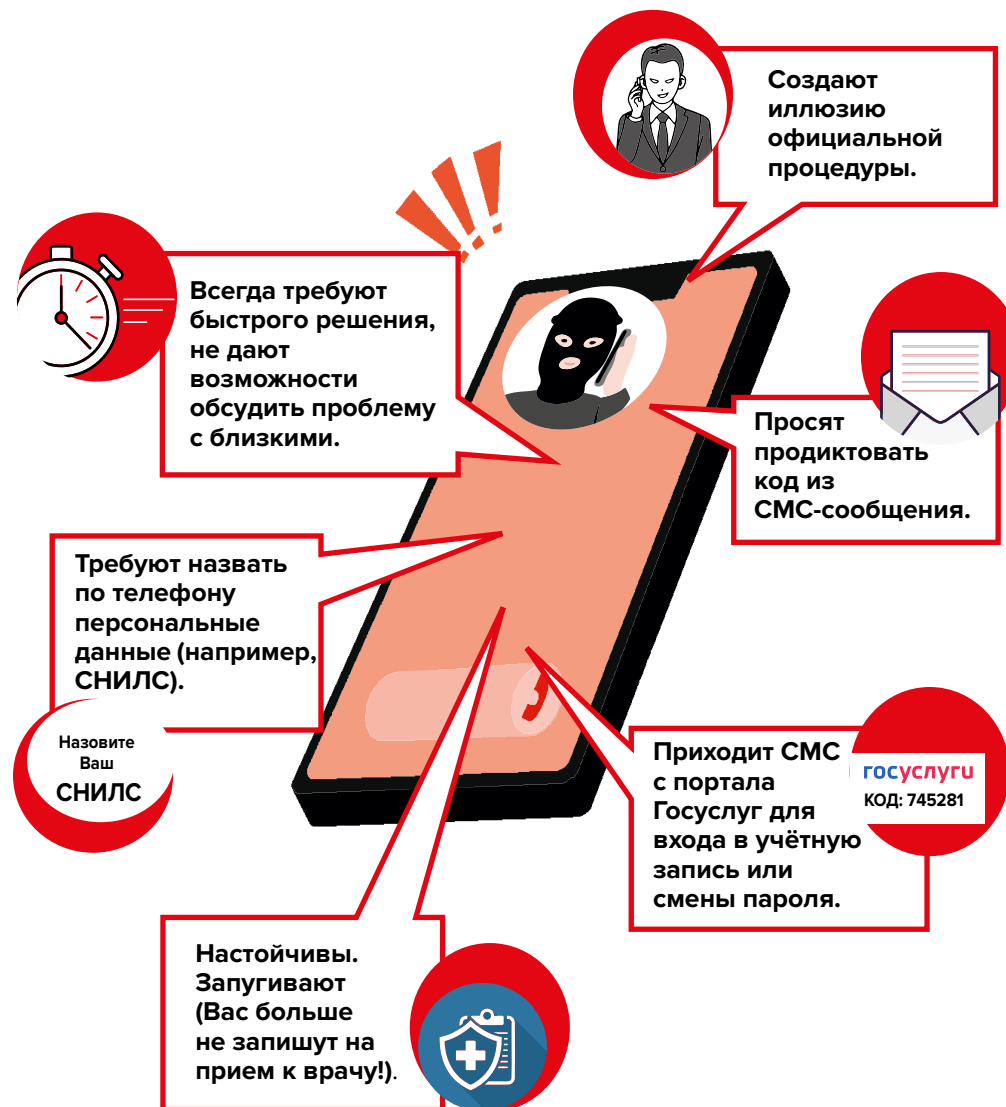 Создают
иллюзию
официальной
процедуры.
Всегда требуют
быстрого решения,
не дают
возможности
обсудить проблему
с близкими.
Просят
продиктовать
код из
СМС-сообщения.
Требуют назвать
по телефону
персональные
данные (например,
СНИЛС).
Назовите
Ваш
СНИЛС
Приходит СМС
с портала
Госуслуг для
входа в учётную
запись или
смены пароля.
госуслуги
КОД: 745281
Настойчивы.
Запугивают
(Вас больше
не запишут на
прием к врачу!).